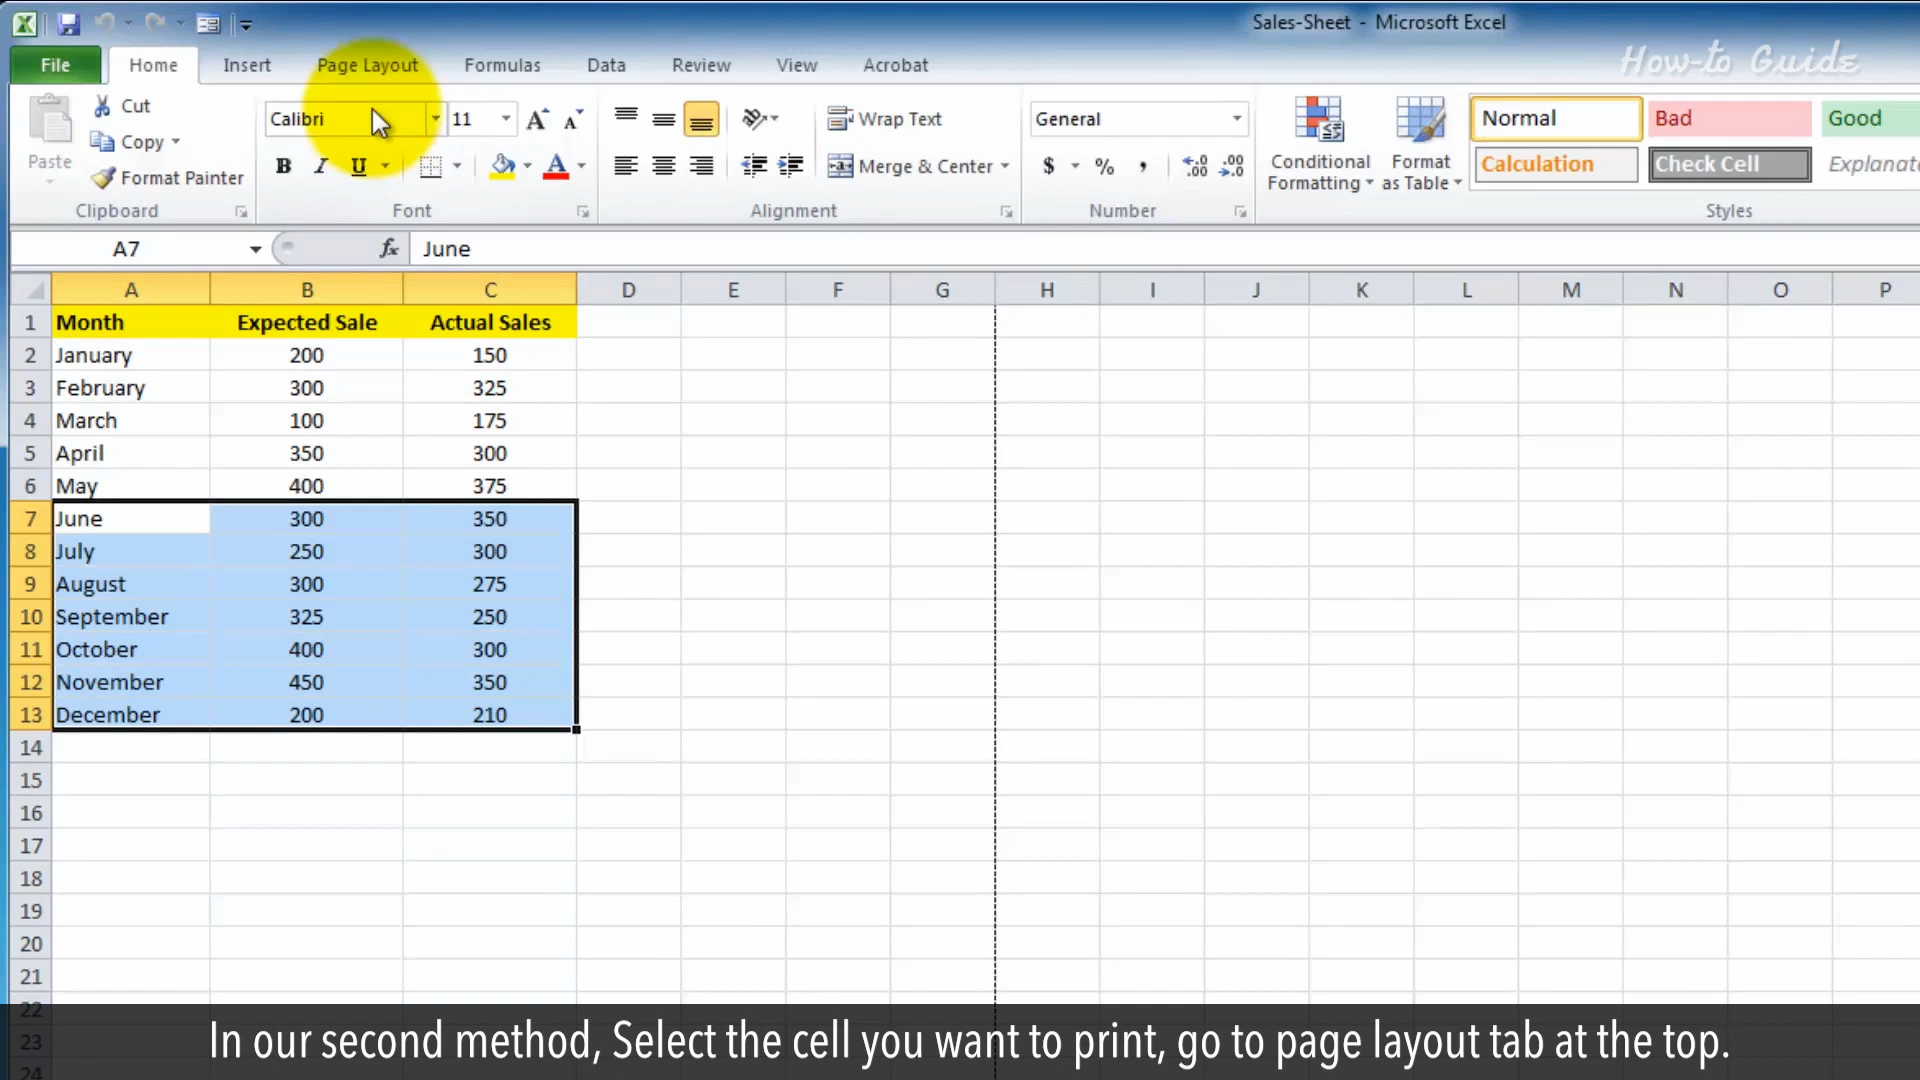 Sales-Sheet - Microsoft Excel
How-to Guide
File Home Insert Page Layout Formulas Data Review View Acrobat
Paste
Cut
Copy
Format Painter
Clipboard
Calibri 11
B I U A
Font
Wrap Text
Merge & Center
Alignment
General
$ % ,
Number
Conditional Formatting
Format as Table
Normal Bad Good
Calculation Check Cell
Styles
A7 fx June
A B C D E F G H I J K L M N O P
1 Month Expected Sale Actual Sales
2 January 200 150
3 February 300 325
4 March 100 175
5 April 350 300
6 May 400 375
7 June 300 350
8 July 250 300
9 August 300 275
10 September 325 250
11 October 400 300
12 November 450 350
13 December 200 210
14
15
16
17
18
19
20
21
22
23
24
In our second method, Select the cell you want to print, go to page layout tab at the top.